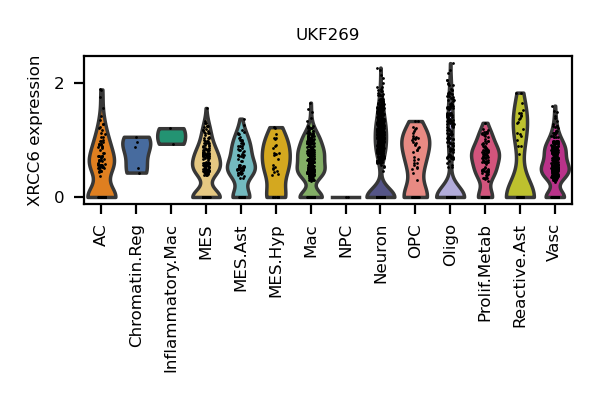 UKF269
XRCC6 expression
2
0
AC
Chromatin.Reg
Inflammatory.Mac
MES
MES.Ast
MES.Hyp
Mac
NPC
Neuron
OPC
Oligo
Prolif.Metab
Reactive.Ast
Vasc